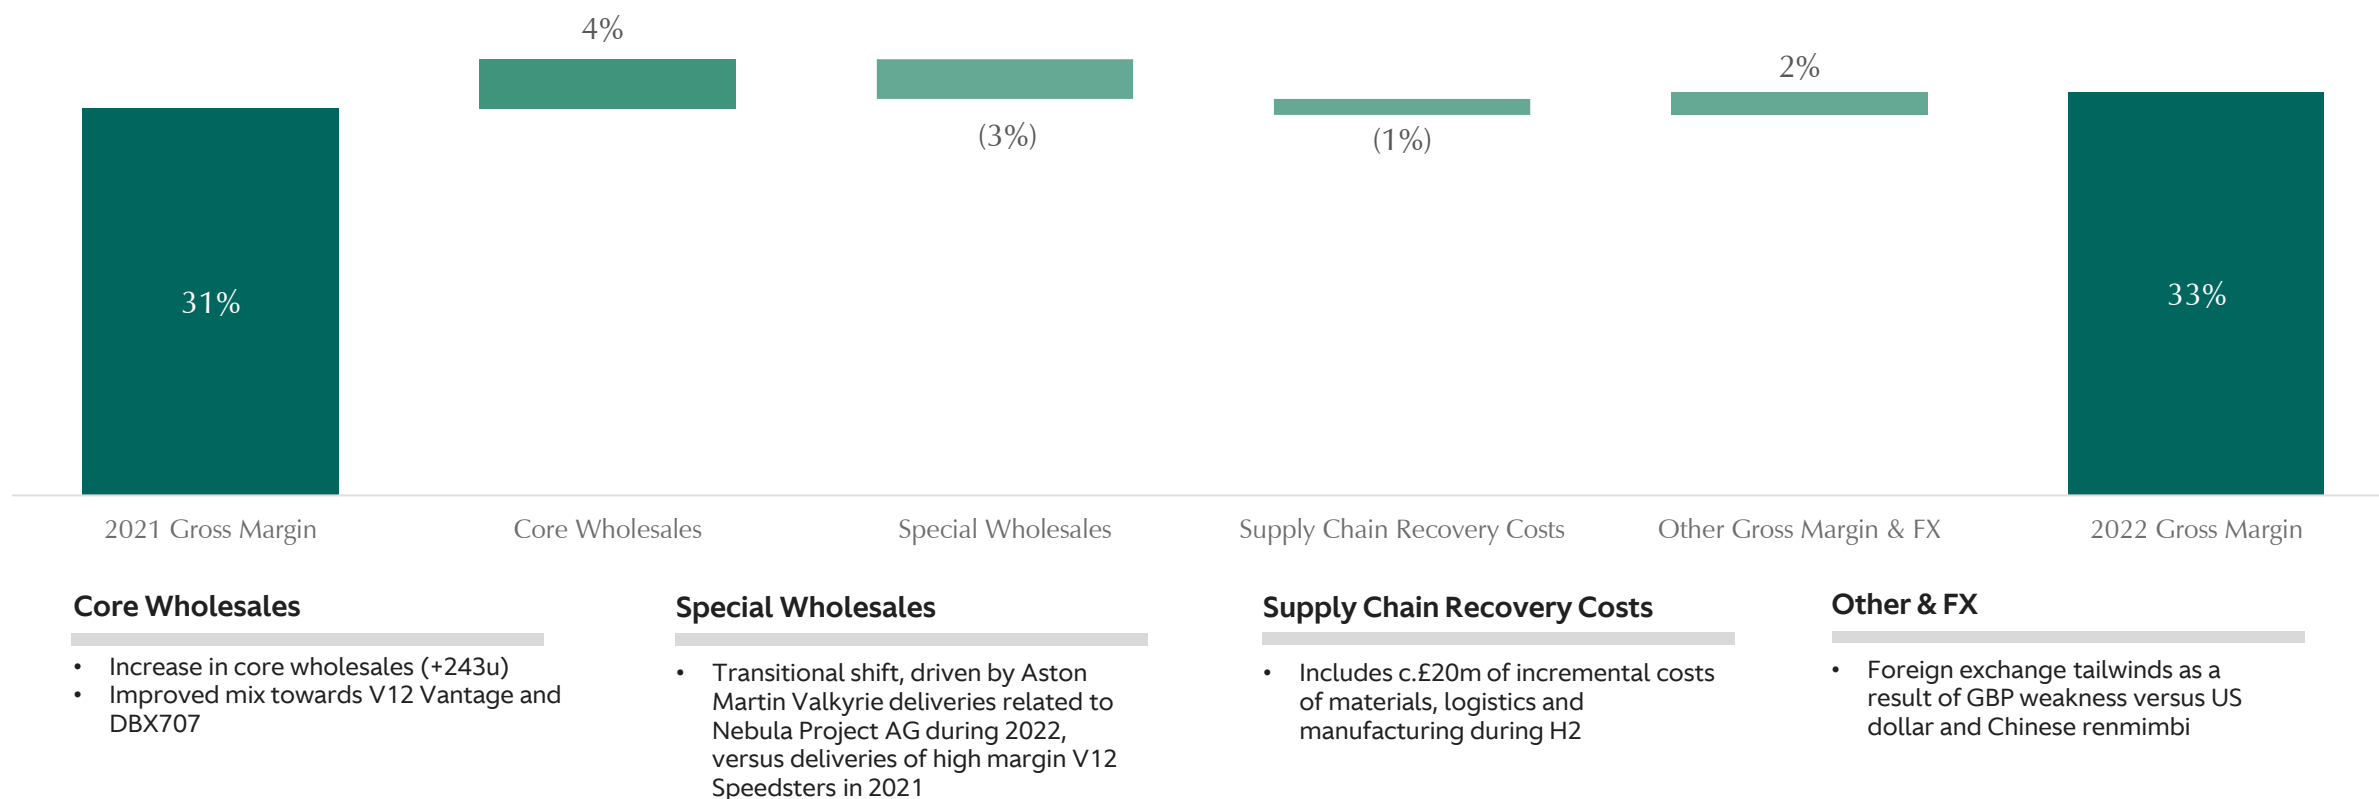 4%
2%
(3%)
(1%)
31%
33%
2021 Gross Margin
Core Wholesales
Special Wholesales
Supply Chain Recovery Costs
Other Gross Margin & FX
2022 Gross Margin
Core Wholesales
• Increase in core wholesales (+243u)
• Improved mix towards V12 Vantage and
DBX707
Special Wholesales
• Transitional shift, driven by Aston
Martin Valkyrie deliveries related to
Nebula Project AG during 2022,
versus deliveries of high margin V12
Speedsters in 2021
Supply Chain Recovery Costs
• Includes c.£20m of incremental costs
of materials, logistics and
manufacturing during H2
Other & FX
• Foreign exchange tailwinds as a
result of GBP weakness versus US
dollar and Chinese renmimbi